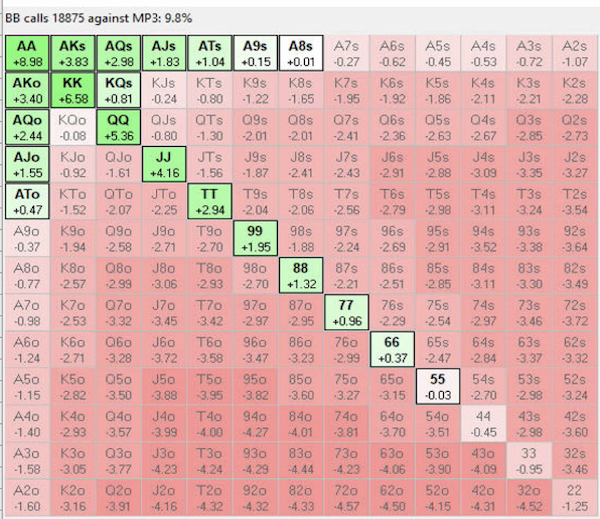 BB calls 18875 against MP3: 9.8%
AA AKs AQs AJs ATs A9s A8s A7s A6s A5s A4s A3s A2s
+8.98 +3.83 +2.98 +1.83 +1.04 +0.15 +0.01 -0.27 -0.62 -0.45 -0.53 -0.72 -1.07
AKo KK KQs KJs KTs K9s K8s K7s K6s K5s K4s K3s K2s
+3.40 +6.58 +0.81 -0.24 -0.80 -1.22 -1.65 -1.95 -1.92 -1.86 -2.11 -2.21 -2.28
AQo KQo QQ QJs QTs Q9s Q8s Q7s Q6s Q5s Q4s Q3s Q2s
+2.44 -0.08 +5.36 -0.80 -1.30 -2.01 -2.01 -2.41 -2.36 -2.63 -2.67 -2.85 -2.73
AJo KJo QJo JJ JTs J9s J8s J7s J6s J5s J4s J3s J2s
+1.55 -0.92 -1.61 +4.16 -1.56 -1.87 -2.41 -2.43 -2.91 -2.88 -3.09 -3.35 -3.27
ATo KTo QTo JTo TT T9s T8s T7s T6s T5s T4s T3s T2s
+0.47 -1.52 -2.07 -2.25 +2.94 -2.04 -2.06 -2.56 -2.79 -2.98 -3.11 -3.24 -3.54
A9o K9o Q9o J9o T9o 99 98s 97s 96s 95s 94s 93s 92s
-0.37 -1.94 -2.58 -2.71 -2.70 +1.95 -1.88 -2.24 -2.69 -2.91 -3.52 -3.38 -3.64
A8o K8o Q8o J8o T8o 98o 88 87s 86s 85s 84s 83s 82s
-0.77 -2.57 -2.99 -3.06 -2.93 -2.70 +1.32 -2.21 -2.51 -2.85 -3.11 -3.30 -3.49
A7o K7o Q7o J7o T7o 97o 87o 77 76s 75s 74s 73s 72s
-0.98 -2.53 -3.32 -3.45 -3.42 -2.97 -2.95 +0.96 -2.29 -2.54 -2.97 -3.46 -3.72
A6o K6o Q6o J6o T6o 96o 86o 76o 66 65s 64s 63s 62s
-1.24 -2.71 -3.28 -3.72 -3.58 -3.47 -3.23 -2.99 +0.37 -2.47 -2.84 -3.37 -3.32
A5o K5o Q5o J5o T5o 95o 85o 75o 65o 55 54s 53s 52s
-1.15 -2.82 -3.50 -3.88 -3.95 -3.82 -3.60 -3.27 -3.15 -0.03 -2.70 -2.98 -3.24
A4o K4o Q4o J4o T4o 94o 84o 74o 64o 54o 44 43s 42s
-1.40 -2.93 -3.57 -3.99 -4.00 -4.27 -4.01 -3.81 -3.70 -3.51 -0.45 -2.98 -3.60
A3o K3o Q3o J3o T3o 93o 83o 73o 63o 53o 43o 33 32s
-1.58 -3.05 -3.77 -4.23 -4.24 -4.29 -4.44 -4.23 -4.06 -3.90 -4.09 -0.95 -3.46
A2o K2o Q2o J2o T2o 92o 82o 72o 62o 52o 42o 32o 22
-1.60 -3.16 -3.91 -4.16 -4.32 -4.32 -4.33 -4.57 -4.50 -4.15 -4.31 -4.52 -1.25